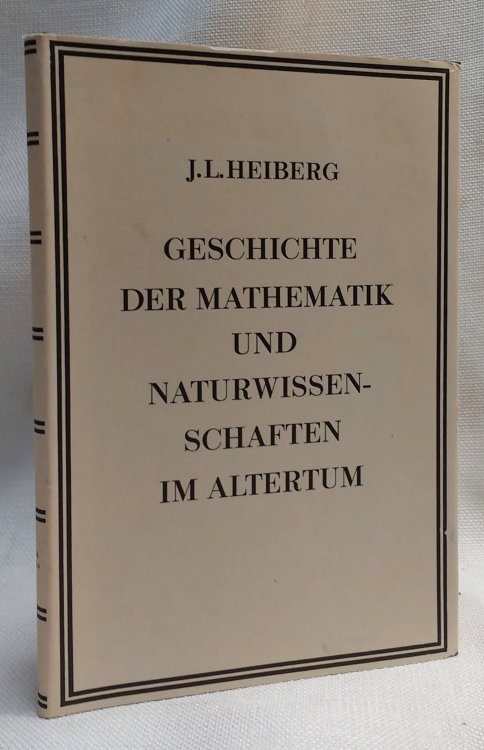 J.L.HEIBERG
GESCHICHTE
DER MATHEMATIK
UND
NATURWISSEN-
SCHAFTEN
IM ALTERTUM